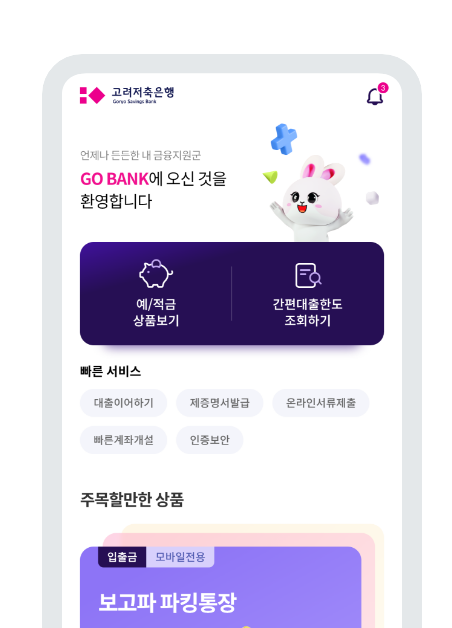 고려저축은행
Goryo Savings Bank
3
언제나 든든한 내 금융지원군
GO BANK에 오신 것을
환영합니다
예/적금
상품보기
간편대출한도
조회하기
빠른 서비스
대출이어하기
제증명서발급
온라인서류제출
빠른계좌개설
인증보안
주목할만한 상품
입출금
모바일전용
보고파 파킹통장